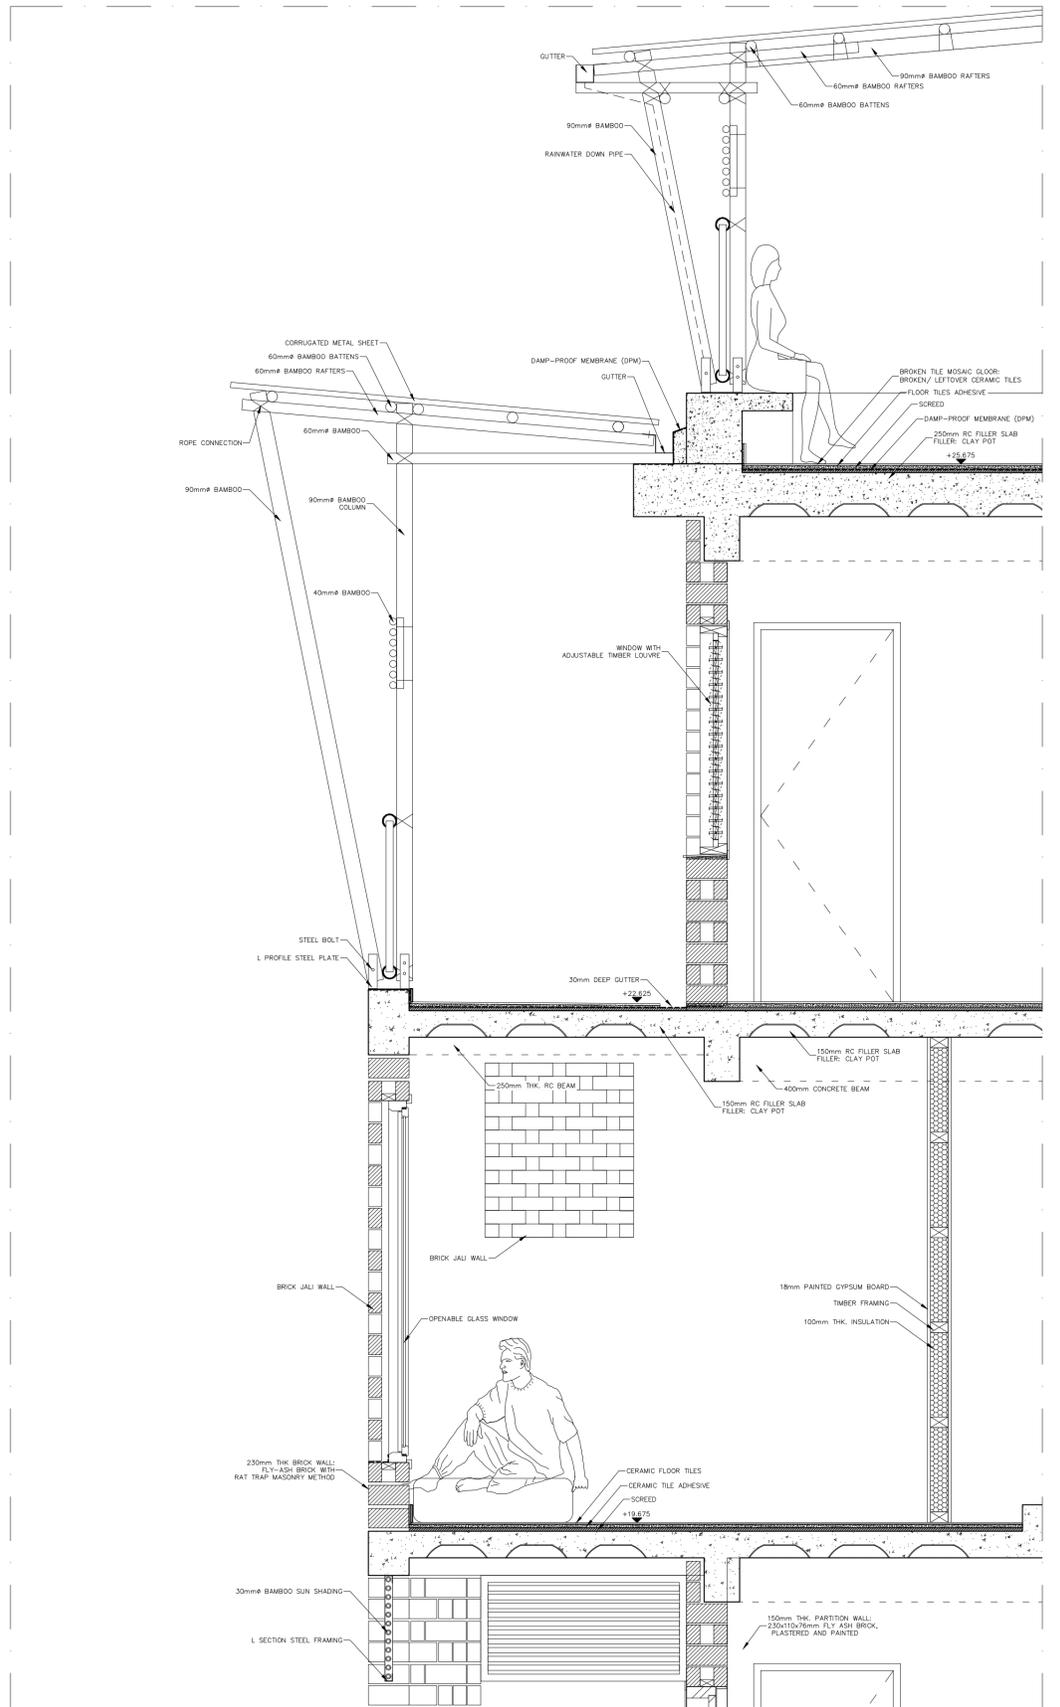 GUTTER
90mmø BAMBOO RAFTERS
60mmø BAMBOO RAFTERS
60mmø BAMBOO BATTENS
90mmø BAMBOO
RAINWATER DOWN PIPE
CORRUGATED METAL SHEET
60mmø BAMBOO BATTENS
60mmø BAMBOO RAFTERS
DAMP-PROOF MEMBRANE (DPM)
GUTTER
BROKEN TILE MOSAIC GLOOR:
BROKEN/ LEFTOVER CERAMIC TILES
FLOOR TILES ADHESIVE
SCREED
DAMP-PROOF MEMBRANE (DPM)
250mm RC FILLER SLAB
FILLER: CLAY POT
+25.675
ROPE CONNECTION
60mmø BAMBOO
90mmø BAMBOO
90mmø BAMBOO
COLUMN
40mmø BAMBOO
WINDOW WITH
ADJUSTABLE TIMBER LOUVRE
STEEL BOLT
L PROFILE STEEL PLATE
30mm DEEP GUTTER
+22.625
150mm RC FILLER SLAB
FILLER: CLAY POT
250mm THK. RC BEAM
400mm CONCRETE BEAM
150mm RC FILLER SLAB
FILLER: CLAY POT
BRICK JALI WALL
BRICK JALI WALL
18mm PAINTED GYPSUM BOARD
TIMBER FRAMING
100mm THK. INSULATION
OPENABLE GLASS WINDOW
230mm THK BRICK WALL:
FLY-ASH BRICK WITH
RAT TRAP MASONRY METHOD
CERAMIC FLOOR TILES
CERAMIC TILE ADHESIVE
SCREED
+19.675
30mmø BAMBOO SUN SHADING
L SECTION STEEL FRAMING
150mm THK. PARTITION WALL:
230x110x76mm FLY ASH BRICK,
PLASTERED AND PAINTED